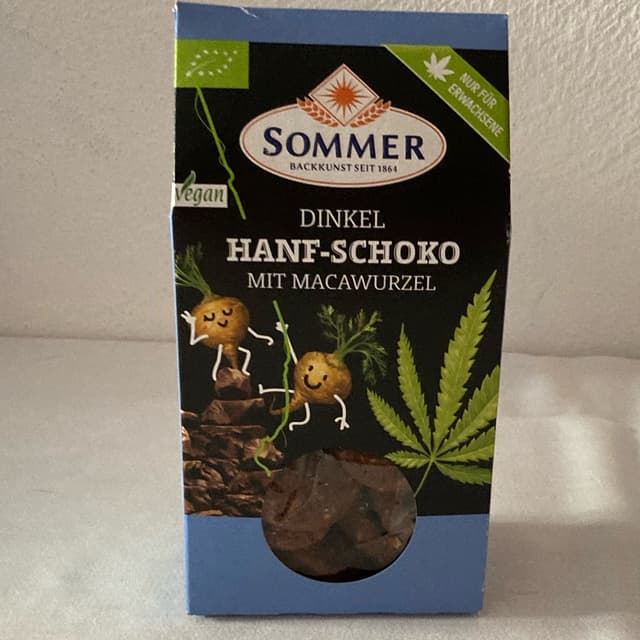 NUR FÜR
ERWACHSENE
SOMMER
BACKKUNST SEIT 1864
Vegan
DINKEL
HANF-SCHOKO
MIT MACAWURZEL